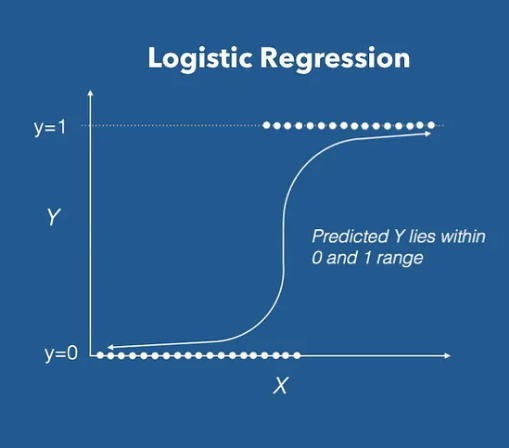 Logistic Regression
y=1
Y
Predicted Y lies within
0 and 1 range
y=0
X